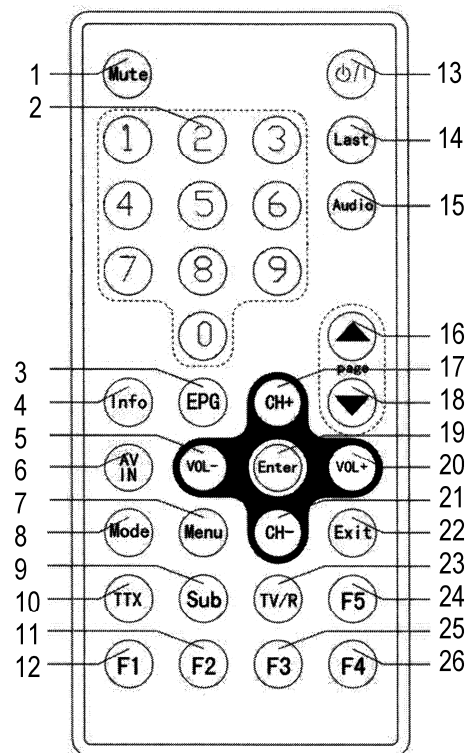 1 Mute ⏻/I 13
2
1 2 3 Last 14
4 5 6 Audio 15
7 8 9
0 16
page 17
3 18
4 Info EPG CH+
5 19
6 AV IN VOL- Enter VOL+ 20
7 21
8 Mode Menu CH- Exit 22
9 23
10 TTX Sub TV/R F5 24
11 25
12 F1 F2 F3 F4 26